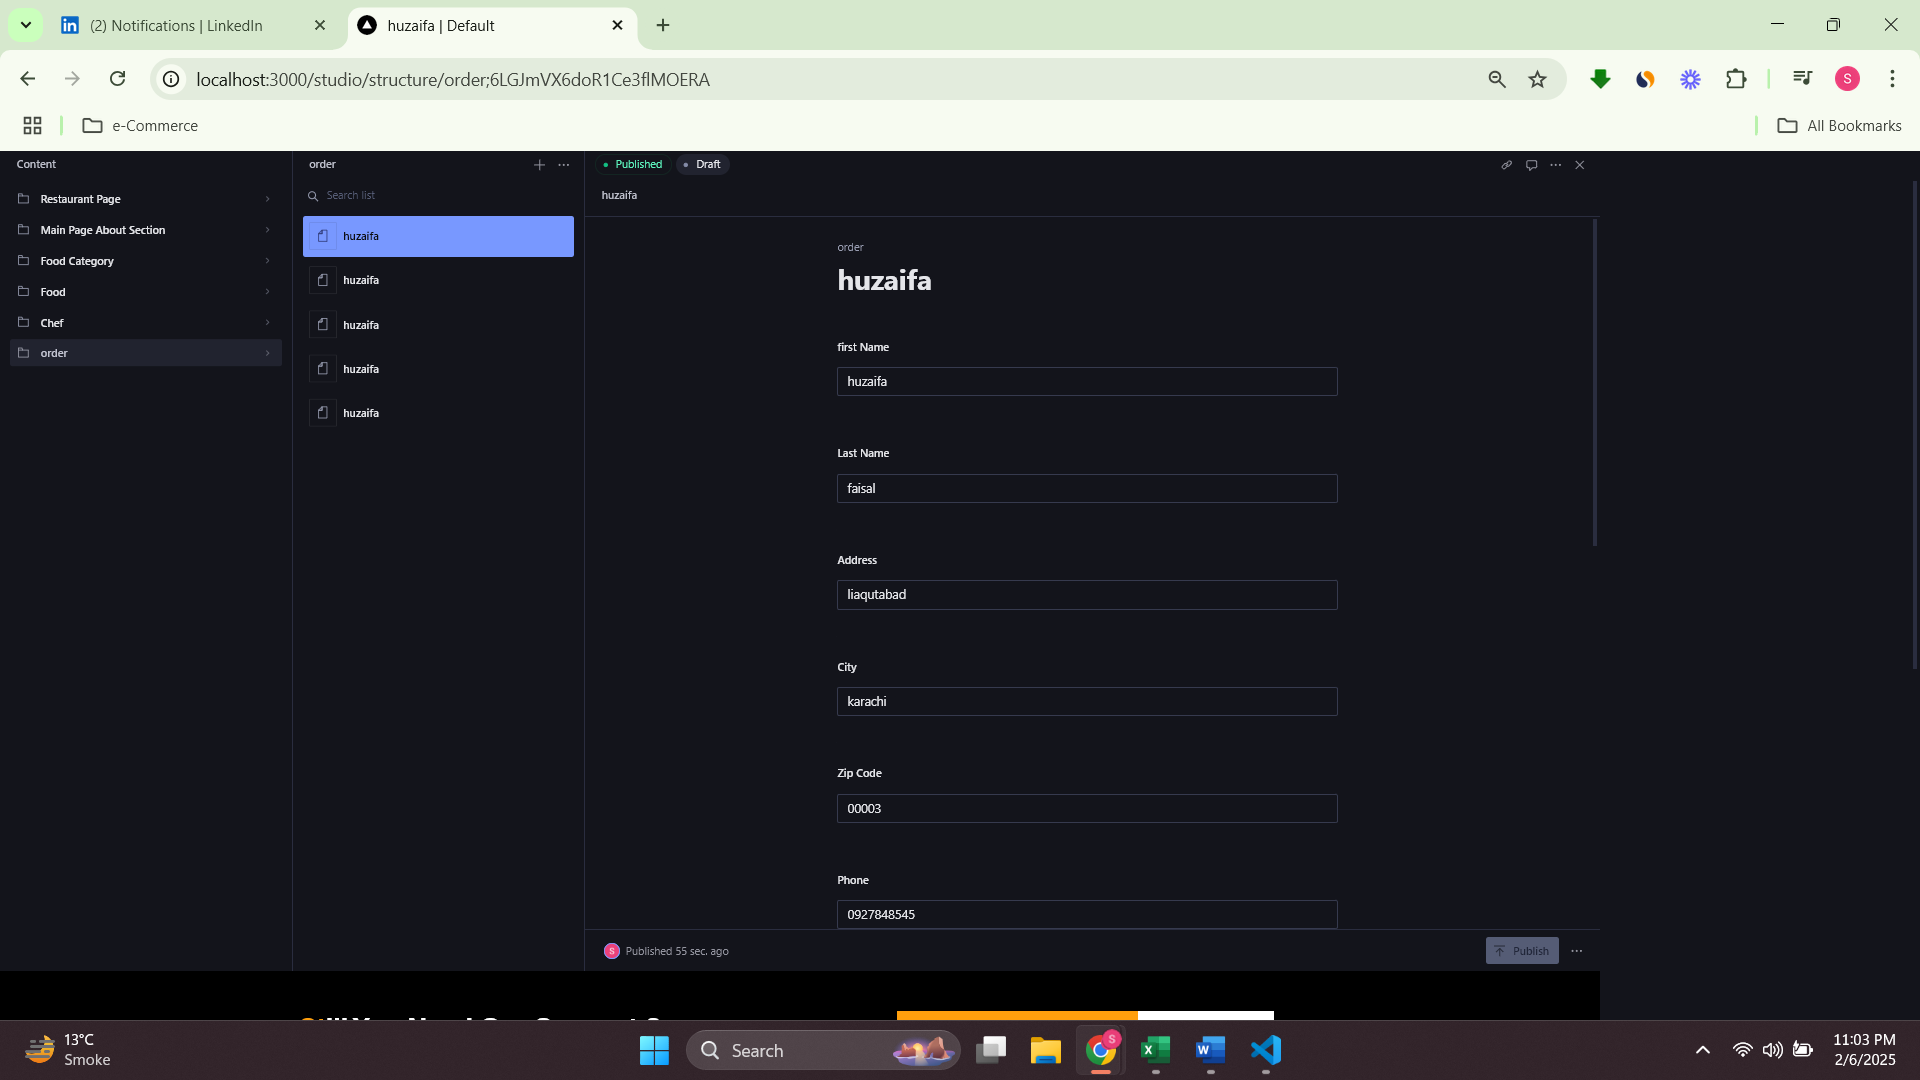 (2) Notifications | LinkedIn
huzaifa | Default
localhost:3000/studio/structure/order;6LGJmVX6doR1Ce3flMOERA
S
e-Commerce
All Bookmarks
Content
Restaurant Page
Main Page About Section
Food Category
Food
Chef
order
order
Search list
huzaifa
huzaifa
huzaifa
huzaifa
huzaifa
Published
Draft
huzaifa
order
huzaifa
first Name
huzaifa
Last Name
faisal
Address
liaqutabad
City
karachi
Zip Code
00003
Phone
0927848545
S
Published 55 sec. ago
Publish
13°C
Smoke
Search
S
11:03 PM
2/6/2025